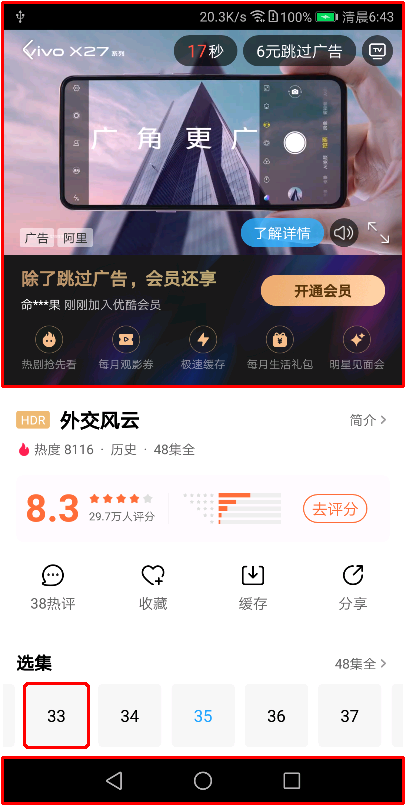 20.3K/s 100% 清晨6:43
vivo X27 系列
17秒
6元跳过广告
TV
广角更广
广告 阿里
了解详情
除了跳过广告，会员还享
命***果 刚刚加入优酷会员
开通会员
热剧抢先看 每月观影券 极速缓存 每月生活礼包 明星见面会
HDR 外交风云 简介
热度 8116 · 历史 · 48集全
8.3
29.7万人评分
去评分
38热评 收藏 缓存 分享
选集 48集全
33 34 35 36 37